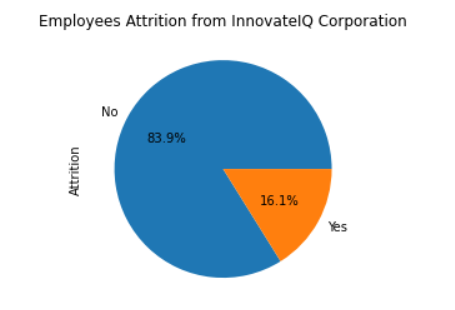 Employees Attrition from InnovateIQ Corporation
No
83.9%
Attrition
16.1%
Yes